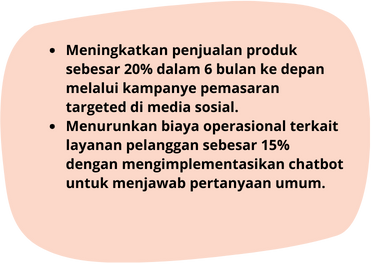 • Meningkatkan penjualan produk
sebesar 20% dalam 6 bulan ke depan
melalui kampanye pemasaran
targeted di media sosial.
• Menurunkan biaya operasional terkait
layanan pelanggan sebesar 15%
dengan mengimplementasikan chatbot
untuk menjawab pertanyaan umum.